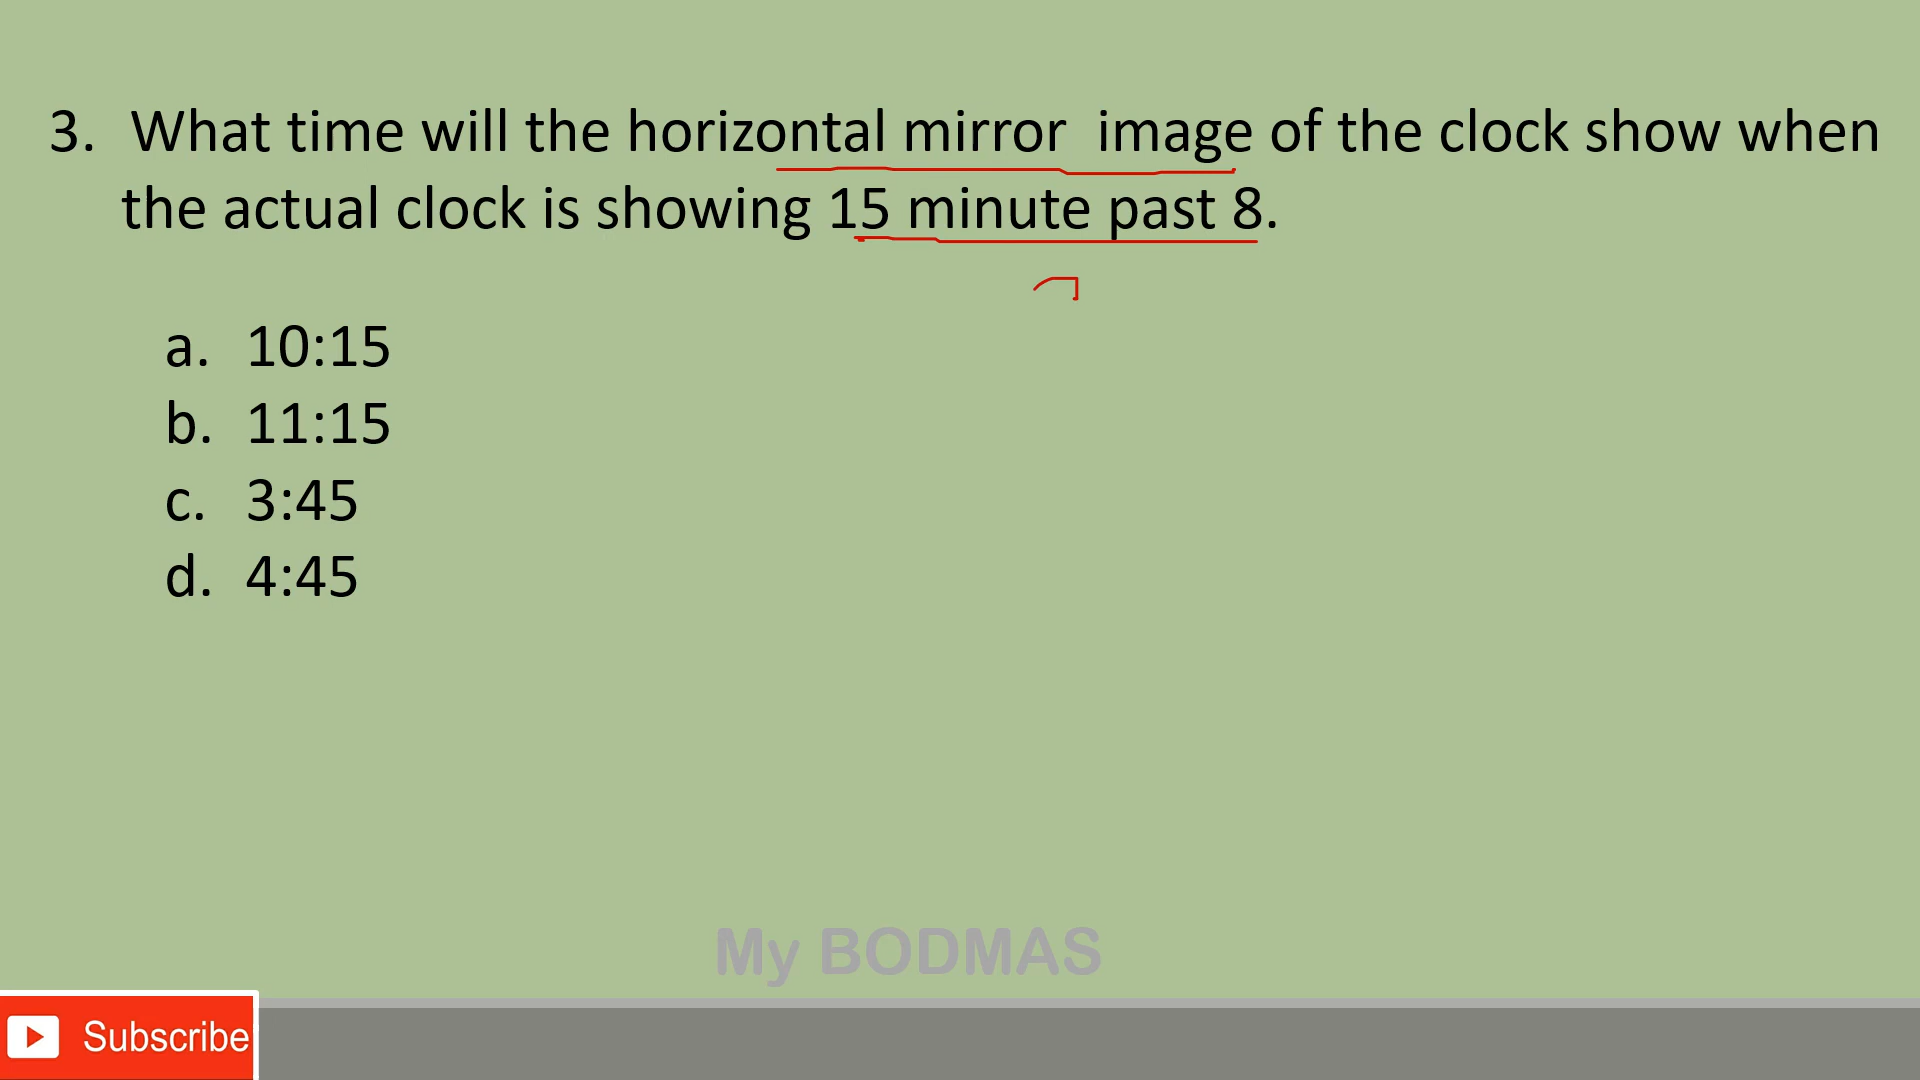 3. What time will the horizontal mirror image of the clock show when
the actual clock is showing 15 minute past 8.
a. 10:15
b. 11:15
c. 3:45
d. 4:45
My BODMAS
Subscribe